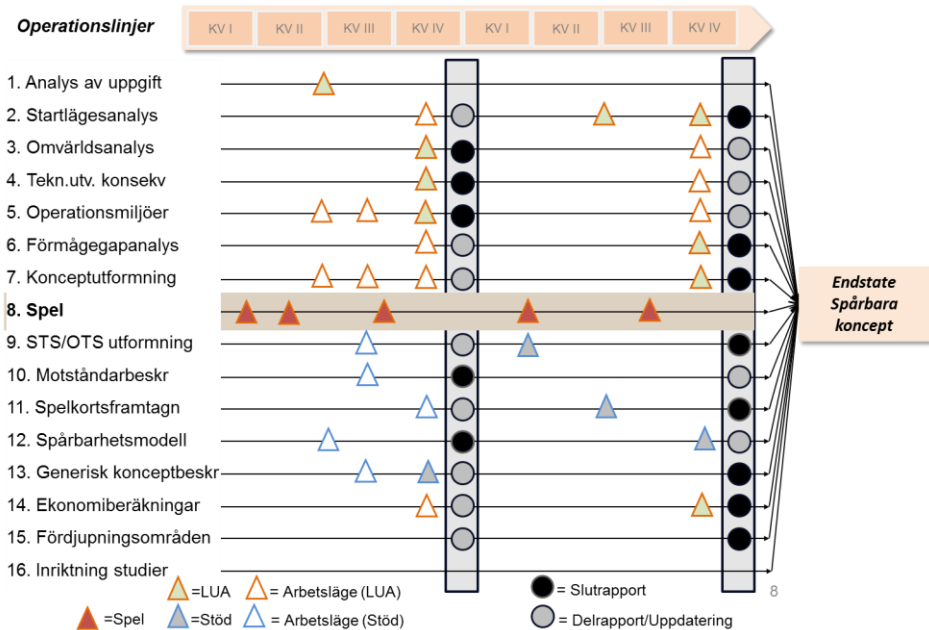 Operationslinjer
KV I
KV II
KV III
KV IV
KV I
KV II
KV III
KV IV
1. Analys av uppgift
2. Startlägesanalys
3. Omvärldsanalys
4. Tekn.utv. konsekv
5. Operationsmiljöer
6. Förmågegapanalys
7. Konceptutformning
8. Spel
9. STS/OTS utformning
10. Motståndarbeskr
11. Spelkortsframtagn
12. Spårbarhetsmodell
13. Generisk konceptbeskr
14. Ekonomiberäkningar
15. Fördjupningsområden
16. Inriktning studier
Endstate
Spårbara
koncept
=LUA
= Arbetsläge (LUA)
= Slutrapport
8
=Spel
=Stöd
= Arbetsläge (Stöd)
= Delrapport/Uppdatering